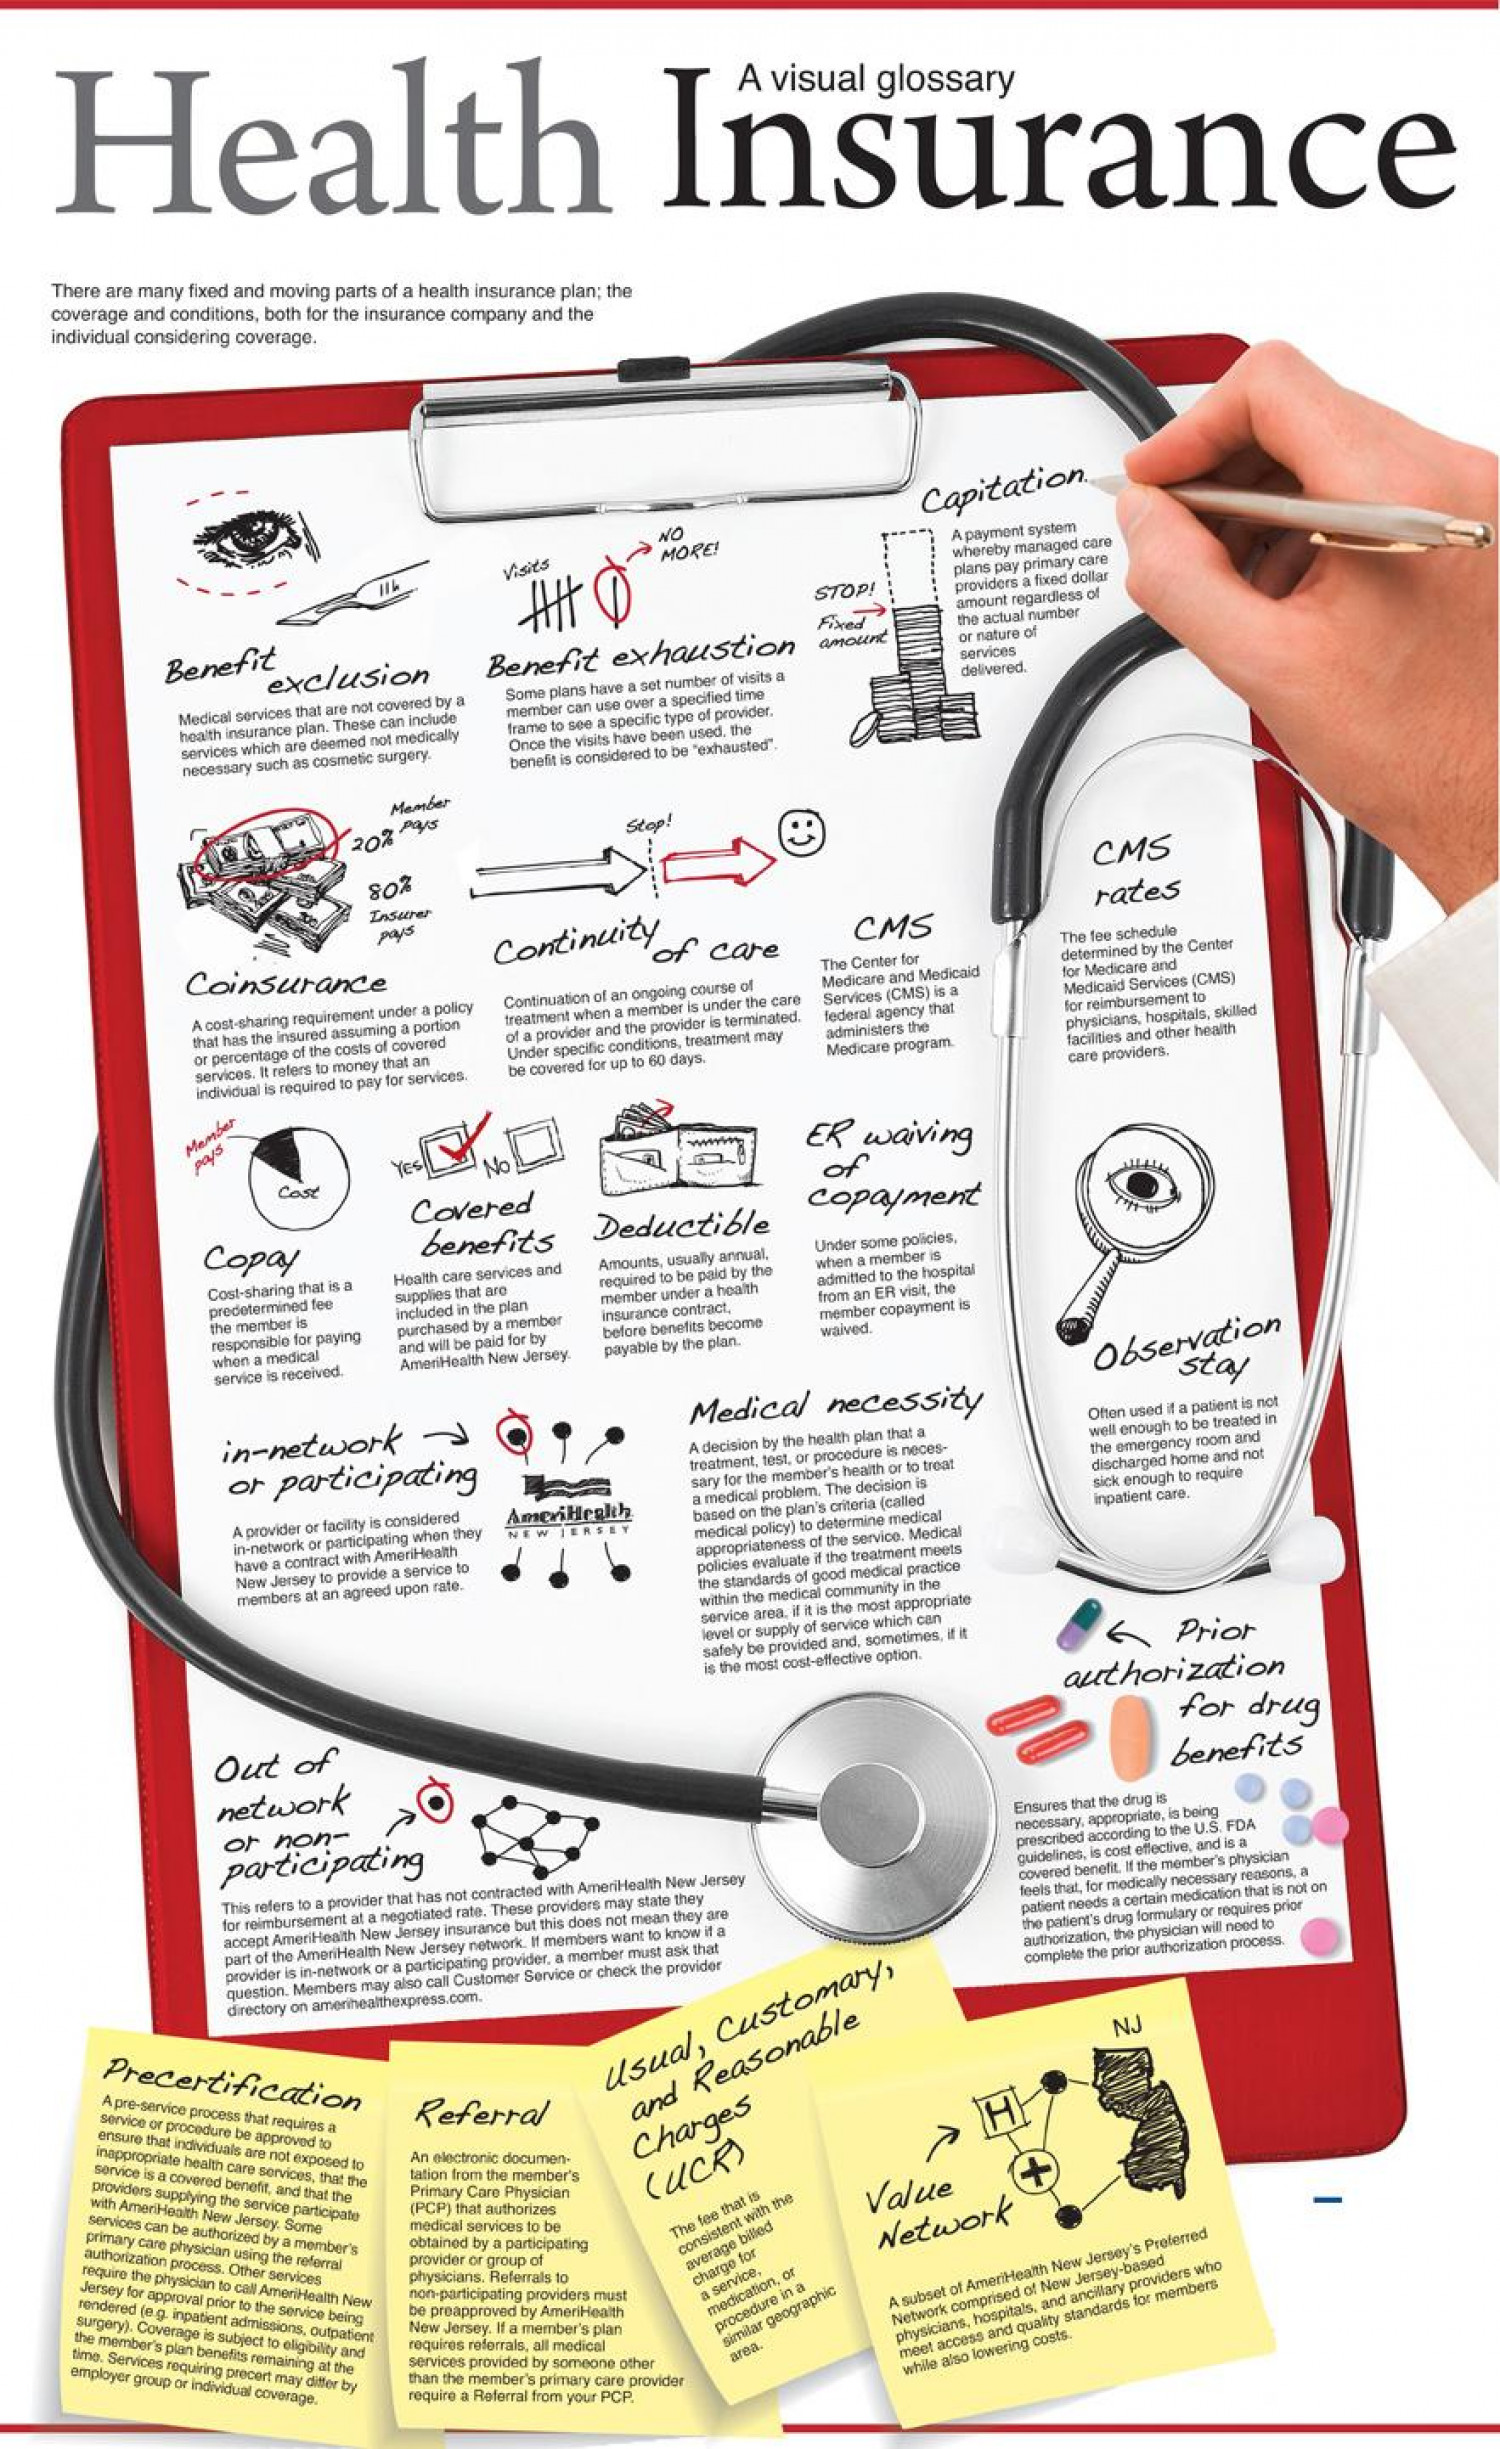 Health Insurance
A visual glossary
There are many fixed and moving parts of a health insurance plan; the
coverage and conditions, both for the insurance company and the
individual considering coverage.
Benefit
exclusion
Medical services that are not covered by a
health insurance plan. These can include
services which are deemed not medically
necessary such as cosmetic surgery.
Visits
NO
MORE!
Benefit exhaustion
Some plans have a set number of visits a
member can use over a specified time
frame to see a specific type of provider.
Once the visits have been used, the
benefit is considered to be "exhausted".
Capitation
STOP!
Fixed
amount
A payment system
whereby managed care
plans pay primary care
providers a fixed dollar
amount regardless of
the actual number
or nature of
services
delivered.
Member
pays
20%
80%
Insurer
pays
Coinsurance
A cost-sharing requirement under a policy
that has the insured assuming a portion
or percentage of the costs of covered
services. It refers to money that an
individual is required to pay for services.
Stop!
Continuity
of care
Continuation of an ongoing course of
treatment when a member is under the care
of a provider and the provider is terminated.
Under specific conditions, treatment may
be covered for up to 60 days.
CMS
The Center for
Medicare and Medicaid
Services (CMS) is a
federal agency that
administers the
Medicare program.
CMS
rates
The fee schedule
determined by the Center
for Medicare and
Medicaid Services (CMS)
for reimbursement to
physicians, hospitals, skilled
facilities and other health
care providers.
Member
pays
Cost
Copay
Cost-sharing that is a
predetermined fee
the member is
responsible for paying
when a medical
service is received.
YES
No
Covered
benefits
Health care services and
supplies that are
included in the plan
purchased by a member
and will be paid for by
AmeriHealth New Jersey.
Deductible
Amounts, usually annual,
required to be paid by the
member under a health
insurance contract,
before benefits become
payable by the plan.
ER waiving
of
copayment
Under some policies,
when a member is
admitted to the hospital
from an ER visit, the
member copayment is
waived.
Observation
stay
Often used if a patient is not
well enough to be treated in
the emergency room and
discharged home and not
sick enough to require
inpatient care.
in-network
or participating
AmeriHealth
NEW JERSEY
A provider or facility is considered
in-network or participating when they
have a contract with AmeriHealth
New Jersey to provide a service to
members at an agreed upon rate.
Medical necessity
A decision by the health plan that a
treatment, test, or procedure is neces-
sary for the member's health or to treat
a medical problem. The decision is
based on the plan's criteria (called
medical policy) to determine medical
appropriateness of the service. Medical
policies evaluate if the treatment meets
the standards of good medical practice
within the medical community in the
service area, if it is the most appropriate
level or supply of service which can
safely be provided and, sometimes, if it
is the most cost-effective option.
Prior
authorization
for drug
benefits
Ensures that the drug is
necessary, appropriate, is being
prescribed according to the U.S. FDA
guidelines, is cost effective, and is a
covered benefit. If the member's physician
feels that, for medically necessary reasons, a
patient needs a certain medication that is not on
the patient's drug formulary or requires prior
authorization, the physician will need to
complete the prior authorization process.
Out of
network
or non-
participating
This refers to a provider that has not contracted with AmeriHealth New Jersey
for reimbursement at a negotiated rate. These providers may state they
accept AmeriHealth New Jersey insurance but this does not mean they are
part of the AmeriHealth New Jersey network. If members want to know if a
provider is in-network or a participating provider, a member must ask that
question. Members may also call Customer Service or check the provider
directory on amerihealthexpress.com.
Precertification
A pre-service process that requires a
service or procedure be approved to
ensure that individuals are not exposed to
inappropriate health care services, that the
service is a covered benefit, and that the
providers supplying the service participate
with AmeriHealth New Jersey. Some
services can be authorized by a member's
primary care physician using the referral
authorization process. Other services
require the physician to call AmeriHealth New
Jersey for approval prior to the service being
rendered (e.g. inpatient admissions, outpatient
surgery). Coverage is subject to eligibility and
the member's plan benefits remaining at the
time. Services requiring precert may differ by
employer group or individual coverage.
Referral
An electronic documen-
tation from the member's
Primary Care Physician
(PCP) that authorizes
medical services to be
obtained by a participating
provider or group of
physicians. Referrals to
non-participating providers must
be preapproved by AmeriHealth
New Jersey. If a member's plan
requires referrals, all medical
services provided by someone other
than the member's primary care provider
require a Referral from your PCP.
Usual, Customary,
and Reasonable
Charges
(UCR)
The fee that is
consistent with the
average billed
charge for
a service,
medication, or
procedure in a
similar geographic
area.
NJ
H
Value
Network
A subset of AmeriHealth New Jersey's Preferred
Network comprised of New Jersey-based
physicians, hospitals, and ancillary providers who
meet access and quality standards for members
while also lowering costs.